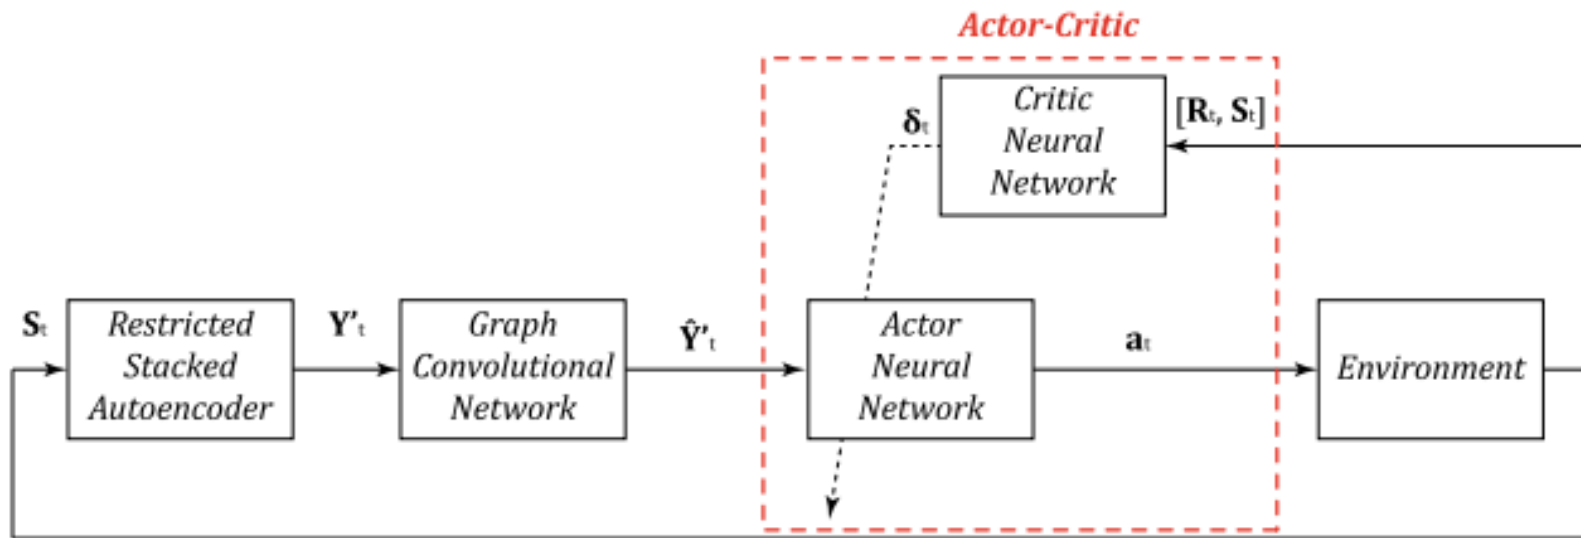 Actor-Critic
Critic
Neural
Network
δt
[Rt, St]
St
Restricted
Stacked
Autoencoder
Y't
Graph
Convolutional
Network
Ŷ't
Actor
Neural
Network
at
Environment